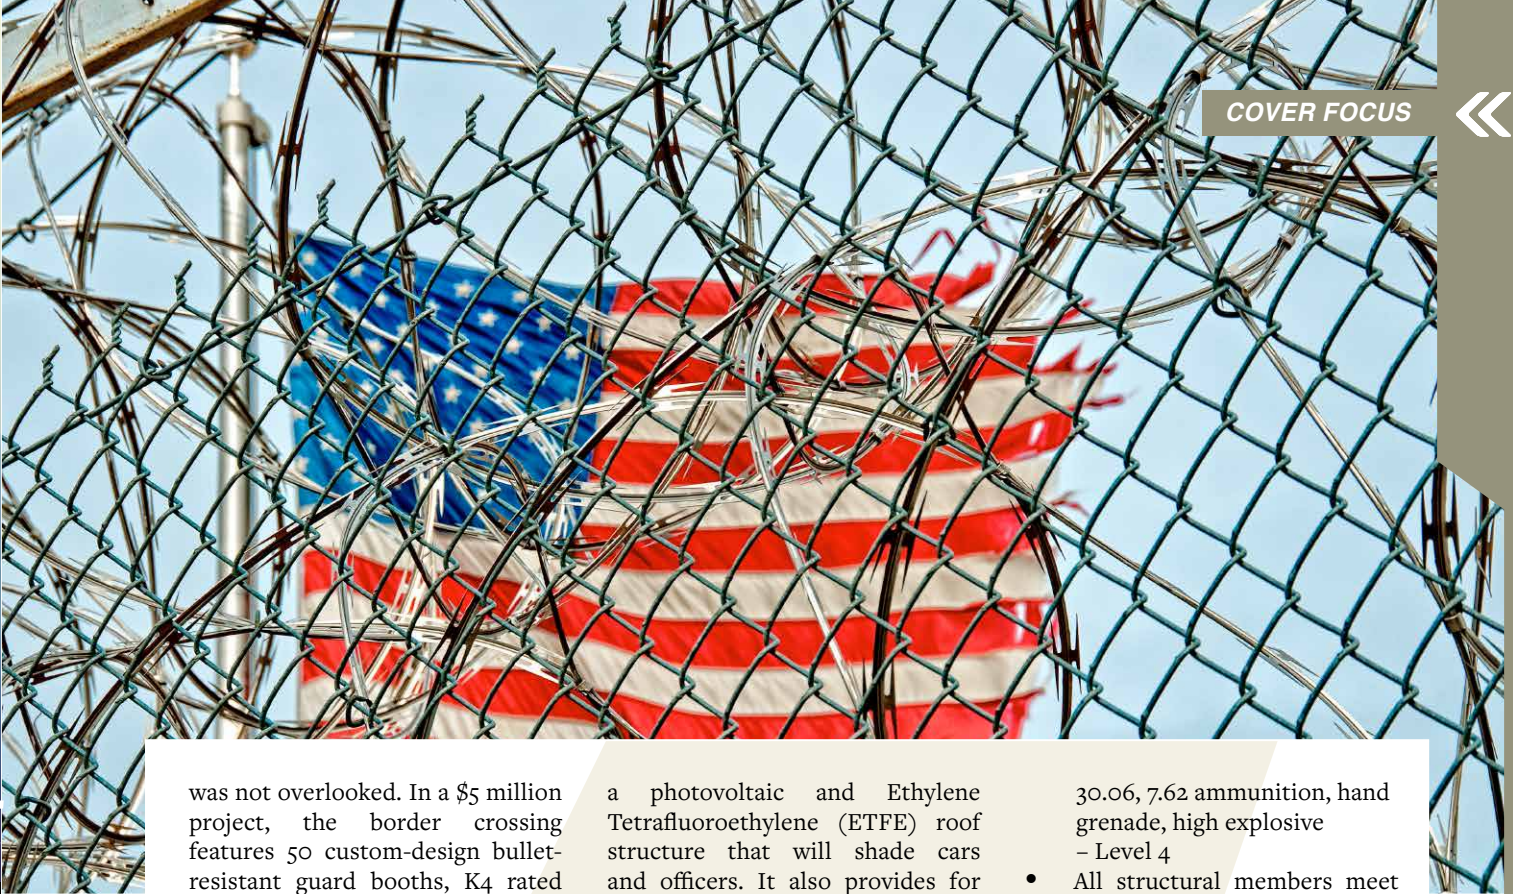 COVER FOCUS
was not overlooked. In a $5 million
project, the border crossing
features 50 custom-design bullet-
resistant guard booths, K4 rated
a photovoltaic and Ethylene
Tetrafluoroethylene (ETFE) roof
structure that will shade cars
and officers. It also provides for
30.06, 7.62 ammunition, hand
grenade, high explosive
– Level 4
• All structural members meet